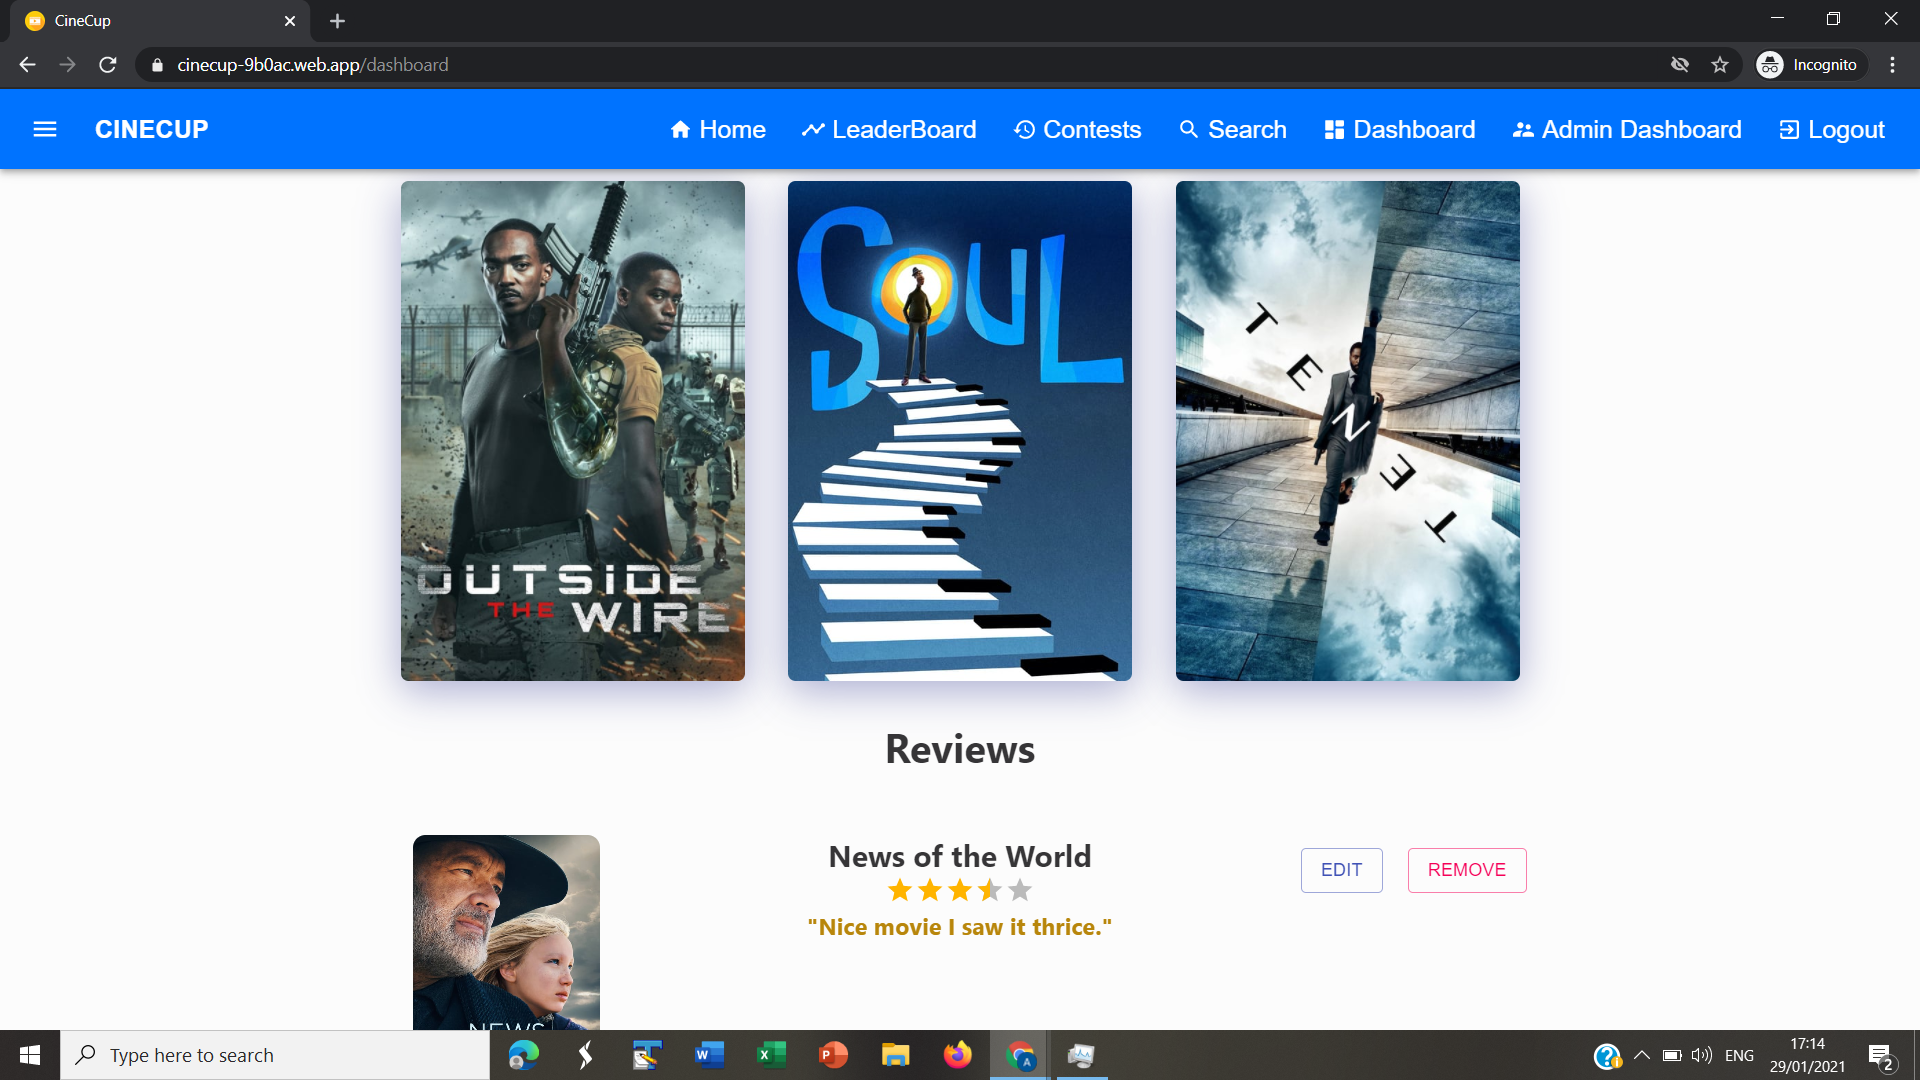 CineCup
cinecup-9b0ac.web.app/dashboard
Incognito
CINECUP
Home
LeaderBoard
Contests
Search
Dashboard
Admin Dashboard
Logout
OUTSIDE
THE WIRE
SOUL
TENET
Reviews
News of the World
"Nice movie I saw it thrice."
EDIT
REMOVE
NEWS
Type here to search
ENG
17:14
29/01/2021
2